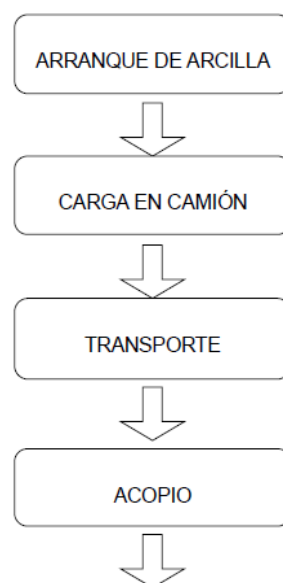 ARRANQUE DE ARCILLA
CARGA EN CAMIÓN
TRANSPORTE
ACOPIO